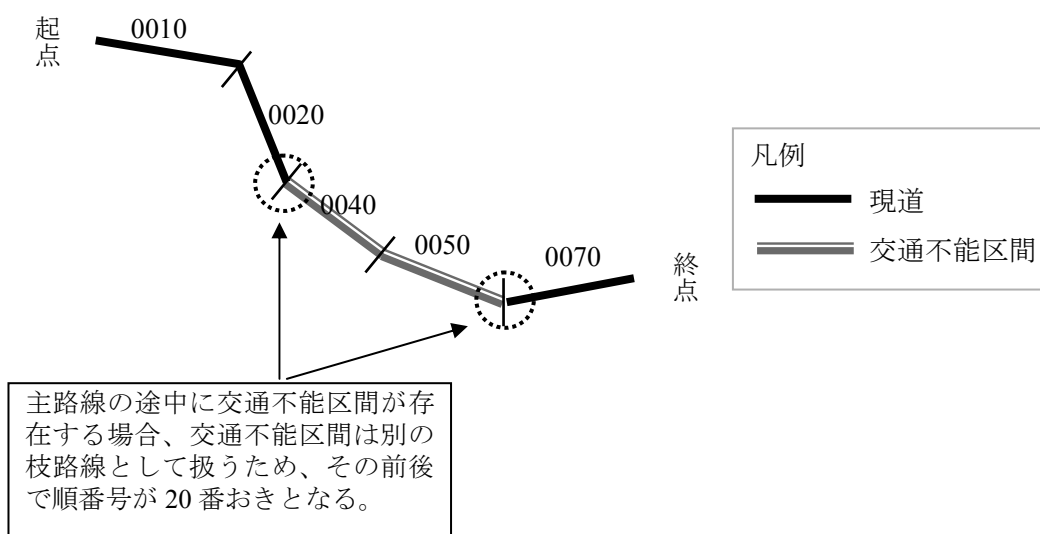 起点
0010
0020
0040
0050
0070
終点
凡例
現道
交通不能区間
主路線の途中に交通不能区間が存
在する場合、交通不能区間は別の
枝路線として扱うため、その前後
で順番号が 20 番おきとなる。